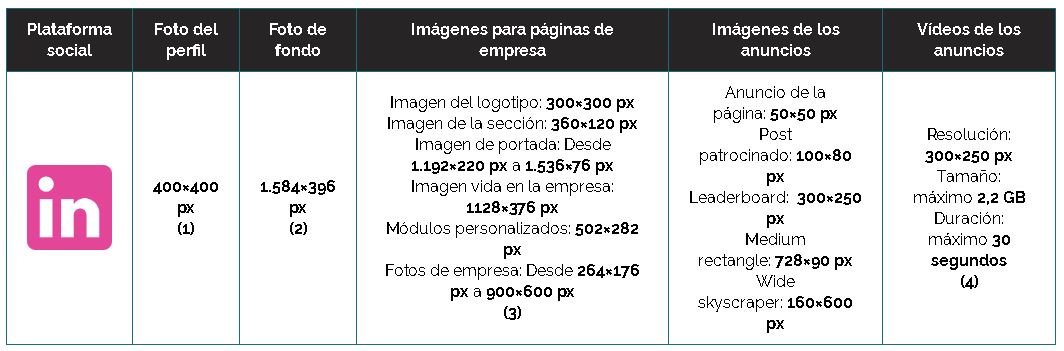 Plataforma
social
Foto del
perfil
Foto de
fondo
Imágenes para páginas de
empresa
Imágenes de los
anuncios
Vídeos de los
anuncios
in
400×400
px
(1)
1.584×396
px
(2)
Imagen del logotipo: 300×300 px
Imagen de la sección: 360×120 px
Imagen de portada: Desde
1.192×220 px a 1.536×76 px
Imagen vida en la empresa:
1128×376 px
Módulos personalizados: 502×282
px
Fotos de empresa: Desde 264×176
px a 900×600 px
(3)
Anuncio de la
página: 50×50 px
Post
patrocinado: 100×80
px
Leaderboard: 300×250
px
Medium
rectangle: 728×90 px
Wide
skyscraper: 160×600
px
Resolución:
300×250 px
Tamaño:
máximo 2,2 GB
Duración:
máximo 30
segundos
(4)